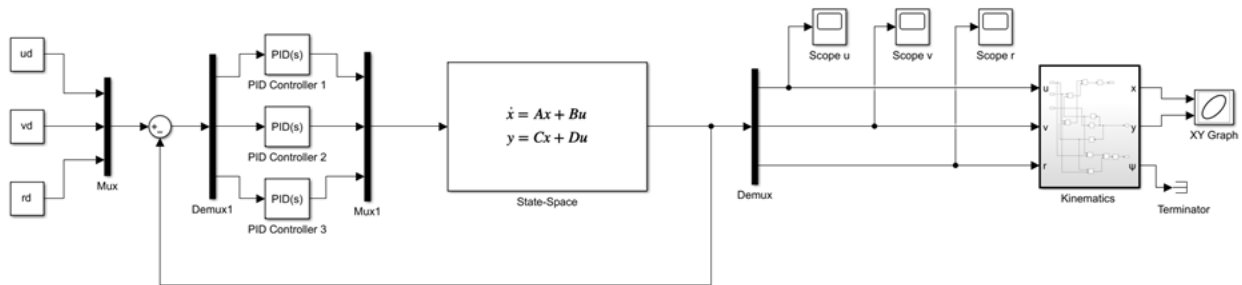 ud
vd
rd
Mux
+
−
Demux1
PID(s)
PID Controller 1
PID(s)
PID Controller 2
PID(s)
PID Controller 3
Mux1
ẋ = Ax + Bu
y = Cx + Du
State-Space
Demux
Scope u
Scope v
Scope r
u
v
r
x
y
ψ
Kinematics
XY Graph
Terminator